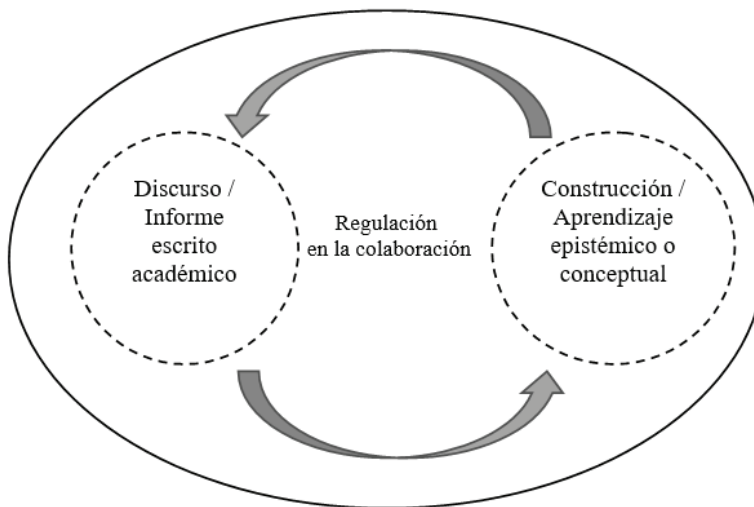 Discurso /
Informe
escrito
académico
Regulación
en la colaboración
Construcción /
Aprendizaje
epistémico o
conceptual